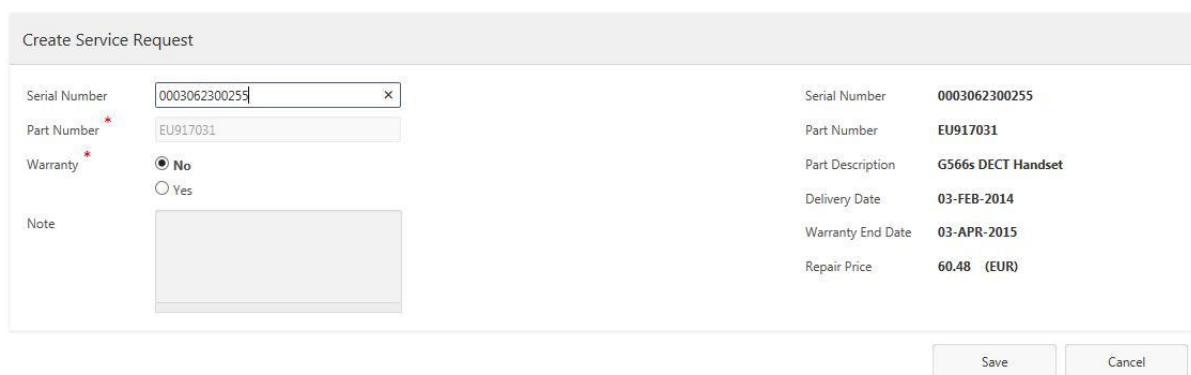 Create Service Request
Serial Number 0003062300255 ×
Part Number * EU917031
Warranty * No
Yes
Note
Serial Number 0003062300255
Part Number EU917031
Part Description G566s DECT Handset
Delivery Date 03-FEB-2014
Warranty End Date 03-APR-2015
Repair Price 60.48 (EUR)
Save Cancel